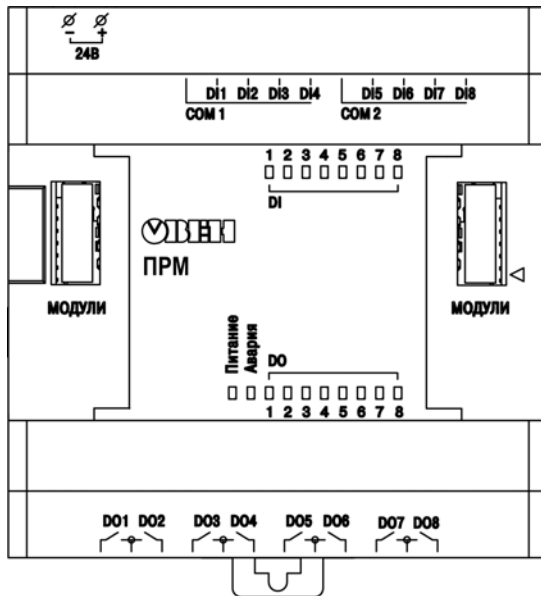 - +
24В
DI1 DI2 DI3 DI4 DI5 DI6 DI7 DI8
COM 1 COM 2
1 2 3 4 5 6 7 8
DI
ОВЕН
ПРМ
МОДУЛИ МОДУЛИ
Питание
Авария
DO
1 2 3 4 5 6 7 8
DO1 DO2 DO3 DO4 DO5 DO6 DO7 DO8